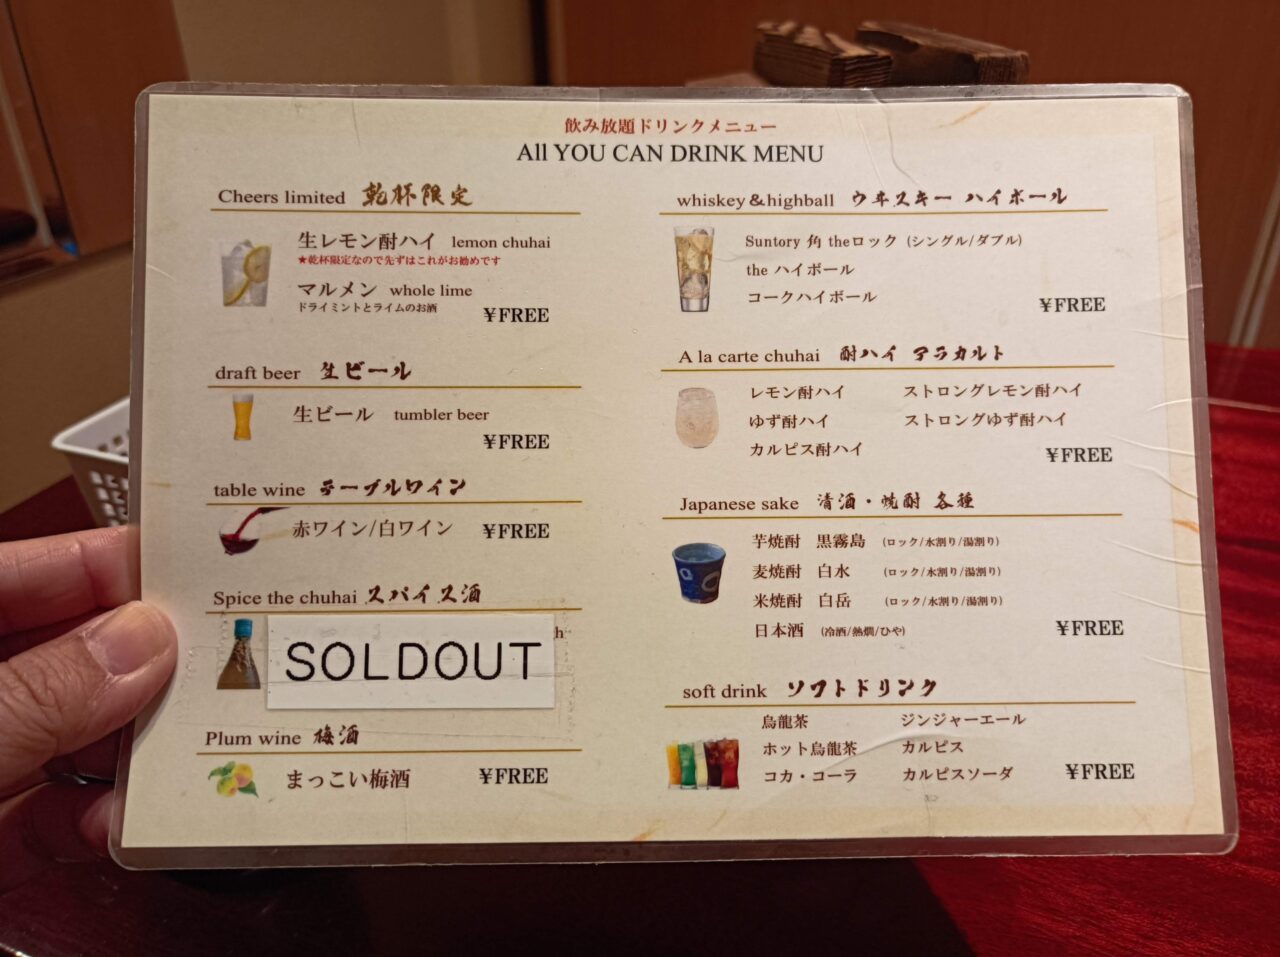 飲み放題ドリンクメニュー
All YOU CAN DRINK MENU
Cheers limited 乾杯限定
生レモン酎ハイ lemon chuhai
★乾杯限定なので先ずはこれがお勧めです
マルメン whole lime
ドライミントとライムのお酒
¥FREE
draft beer 生ビール
生ビール tumbler beer
¥FREE
table wine テーブルワイン
赤ワイン/白ワイン ¥FREE
Spice the chuhai スパイス酒
SOLDOUT
Plum wine 梅酒
まっこい梅酒 ¥FREE
whiskey&highball ウヰスキー ハイボール
Suntory 角 theロック (シングル/ダブル)
the ハイボール
コークハイボール
¥FREE
A la carte chuhai 酎ハイ アラカルト
レモン酎ハイ ストロングレモン酎ハイ
ゆず酎ハイ ストロングゆず酎ハイ
カルピス酎ハイ
¥FREE
Japanese sake 清酒・焼酎 各種
芋焼酎 黒霧島 (ロック/水割り/湯割り)
麦焼酎 白水 (ロック/水割り/湯割り)
米焼酎 白岳 (ロック/水割り/湯割り)
日本酒 (冷酒/熱燗/ひや)
¥FREE
soft drink ソフトドリンク
烏龍茶 ジンジャーエール
ホット烏龍茶 カルピス
コカ・コーラ カルピスソーダ
¥FREE